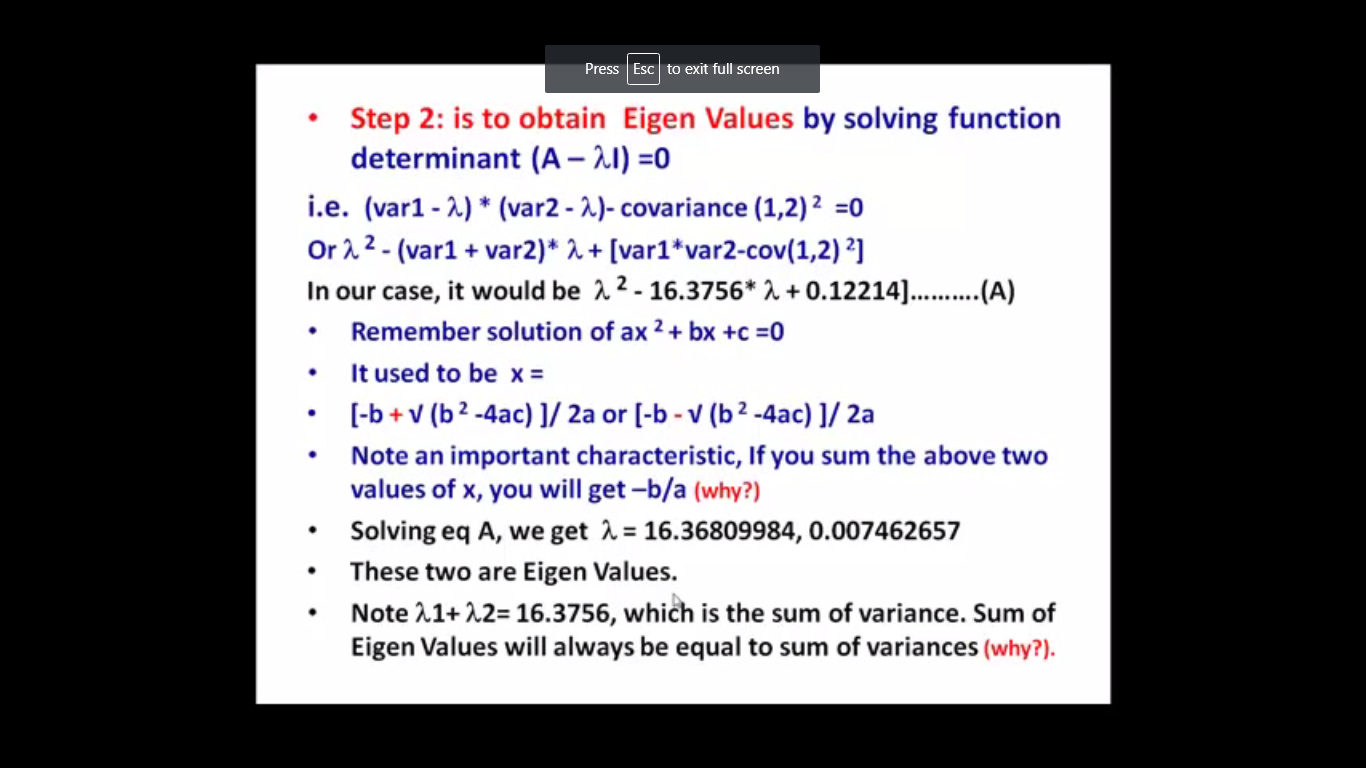 Press Esc to exit full screen
• Step 2: is to obtain Eigen Values by solving function
determinant (A – λI) =0
i.e. (var1 - λ) * (var2 - λ)- covariance (1,2) ² =0
Or λ ² - (var1 + var2)* λ + [var1*var2-cov(1,2) ²]
In our case, it would be λ ² - 16.3756* λ + 0.12214]..........(A)
• Remember solution of ax ² + bx +c =0
• It used to be x =
• [-b + √ (b ² -4ac) ]/ 2a or [-b - √ (b ² -4ac) ]/ 2a
• Note an important characteristic, If you sum the above two
values of x, you will get –b/a (why?)
• Solving eq A, we get λ = 16.36809984, 0.007462657
• These two are Eigen Values.
• Note λ1+ λ2= 16.3756, which is the sum of variance. Sum of
Eigen Values will always be equal to sum of variances (why?).